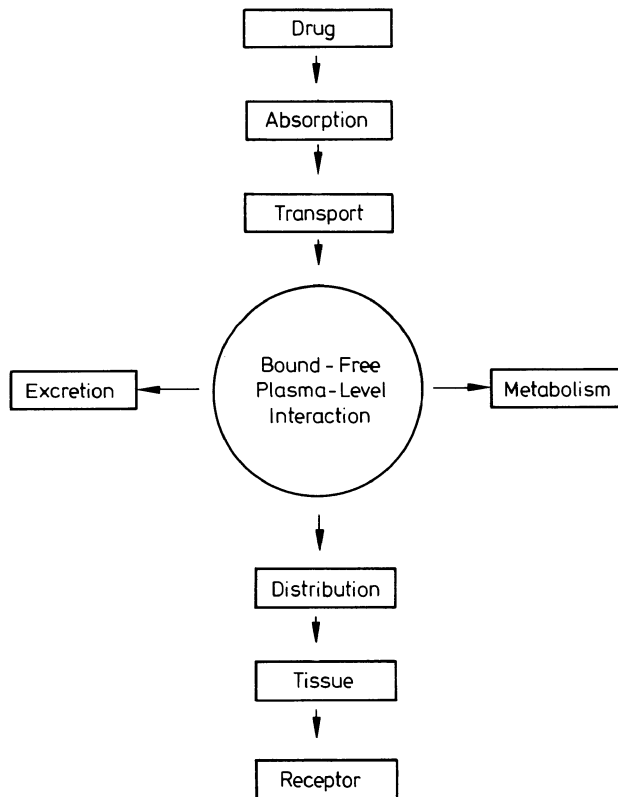 Drug
Absorption
Transport
Bound - Free
Plasma-Level
Interaction
Excretion
Metabolism
Distribution
Tissue
Receptor